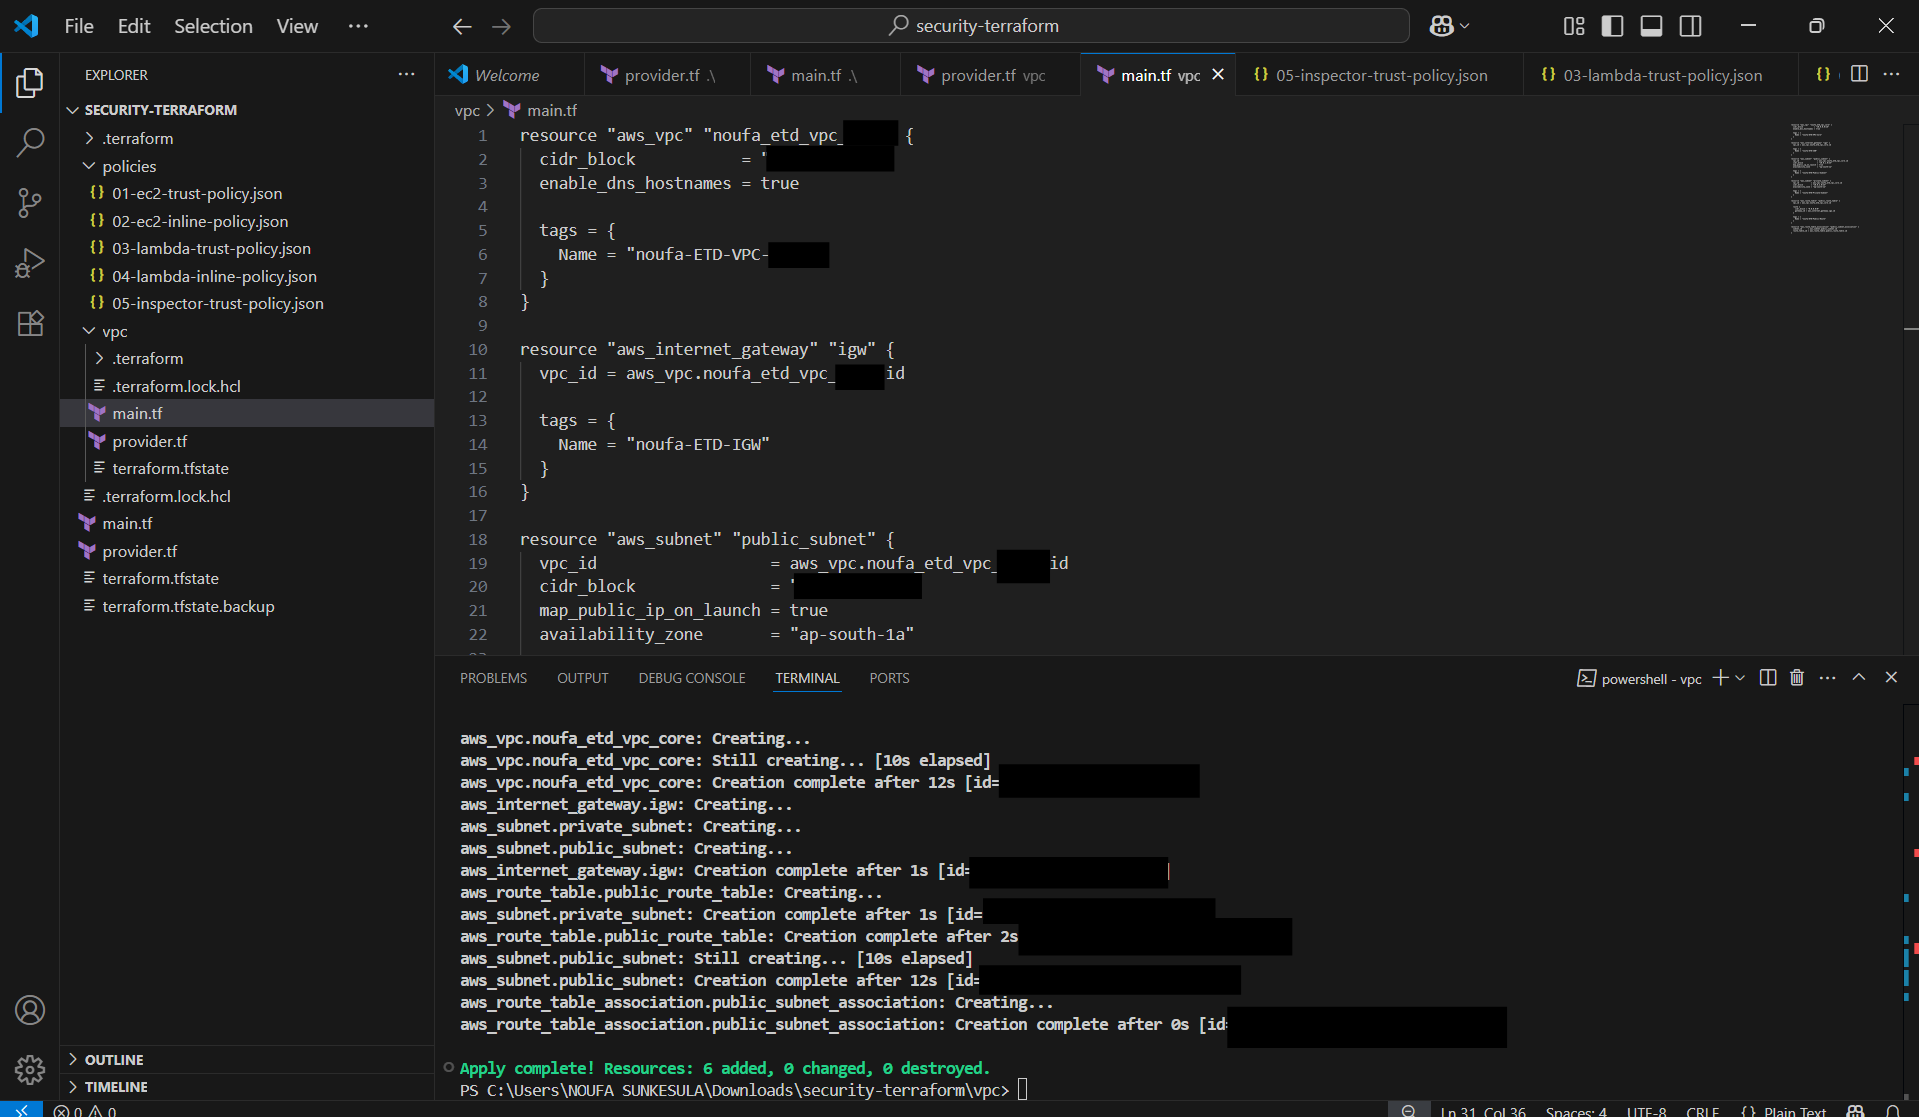 File Edit Selection View ··· security-terraform
EXPLORER ···
SECURITY-TERRAFORM
.terraform
policies
{} 01-ec2-trust-policy.json
{} 02-ec2-inline-policy.json
{} 03-lambda-trust-policy.json
{} 04-lambda-inline-policy.json
{} 05-inspector-trust-policy.json
vpc
.terraform
.terraform.lock.hcl
main.tf
provider.tf
terraform.tfstate
.terraform.lock.hcl
main.tf
provider.tf
terraform.tfstate
terraform.tfstate.backup
OUTLINE
TIMELINE
Welcome provider.tf .\ main.tf .\ provider.tf vpc main.tf vpc {} 05-inspector-trust-policy.json {} 03-lambda-trust-policy.json {} ···
vpc > main.tf
1 resource "aws_vpc" "noufa_etd_vpc_ {
2 cidr_block = "
3 enable_dns_hostnames = true
4
5 tags = {
6 Name = "noufa-ETD-VPC-
7 }
8 }
9
10 resource "aws_internet_gateway" "igw" {
11 vpc_id = aws_vpc.noufa_etd_vpc_ id
12
13 tags = {
14 Name = "noufa-ETD-IGW"
15 }
16 }
17
18 resource "aws_subnet" "public_subnet" {
19 vpc_id = aws_vpc.noufa_etd_vpc_ id
20 cidr_block = "
21 map_public_ip_on_launch = true
22 availability_zone = "ap-south-1a"
PROBLEMS OUTPUT DEBUG CONSOLE TERMINAL PORTS powershell - vpc ···
aws_vpc.noufa_etd_vpc_core: Creating...
aws_vpc.noufa_etd_vpc_core: Still creating... [10s elapsed]
aws_vpc.noufa_etd_vpc_core: Creation complete after 12s [id=
aws_internet_gateway.igw: Creating...
aws_subnet.private_subnet: Creating...
aws_subnet.public_subnet: Creating...
aws_internet_gateway.igw: Creation complete after 1s [id=
aws_route_table.public_route_table: Creating...
aws_subnet.private_subnet: Creation complete after 1s [id=
aws_route_table.public_route_table: Creation complete after 2s
aws_subnet.public_subnet: Still creating... [10s elapsed]
aws_subnet.public_subnet: Creation complete after 12s [id=
aws_route_table_association.public_subnet_association: Creating...
aws_route_table_association.public_subnet_association: Creation complete after 0s [id=
Apply complete! Resources: 6 added, 0 changed, 0 destroyed.
PS C:\Users\NOUFA SUNKESULA\Downloads\security-terraform\vpc>
0 0 Ln 31, Col 36 Spaces: 4 UTF-8 CRLF {} Plain Text